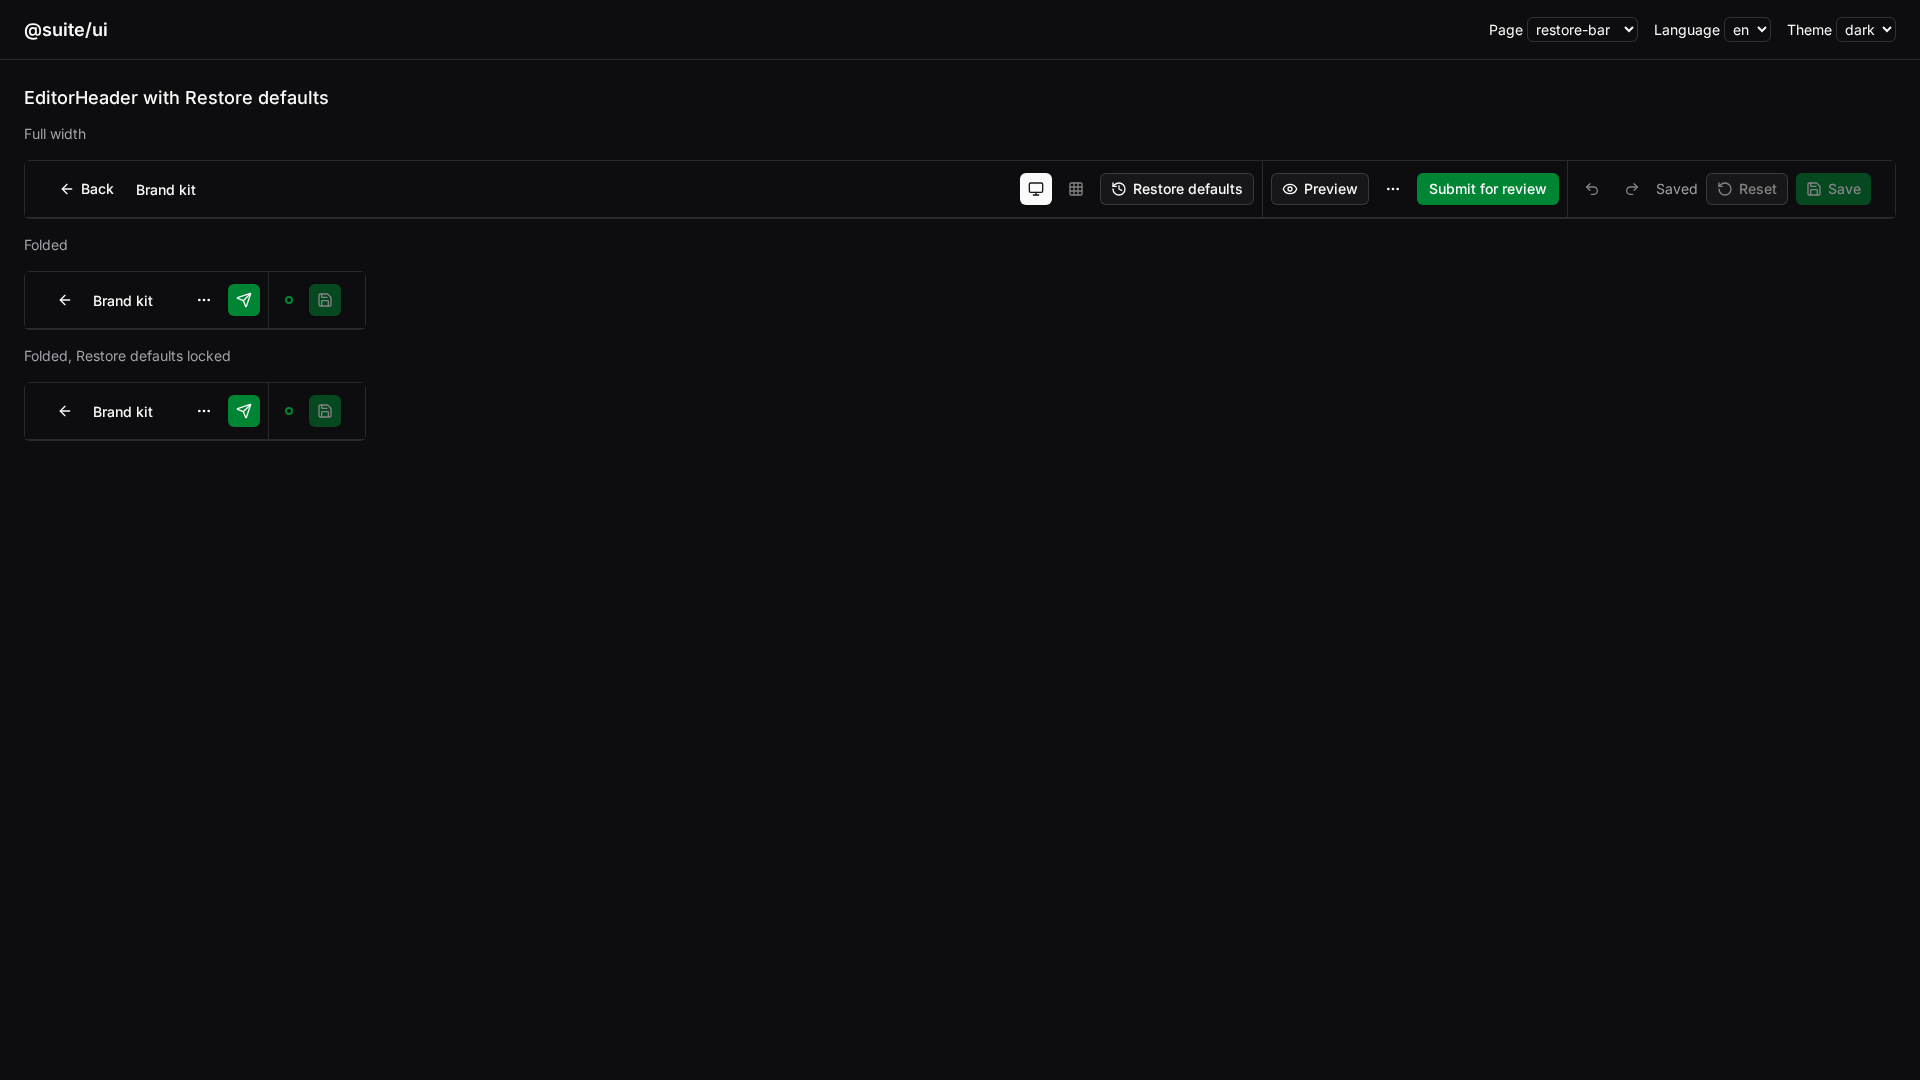 @suite/ui
Page restore-bar Language en Theme dark
EditorHeader with Restore defaults
Full width
Back Brand kit Restore defaults Preview Submit for review Saved Reset Save
Folded
Brand kit
Folded, Restore defaults locked
Brand kit